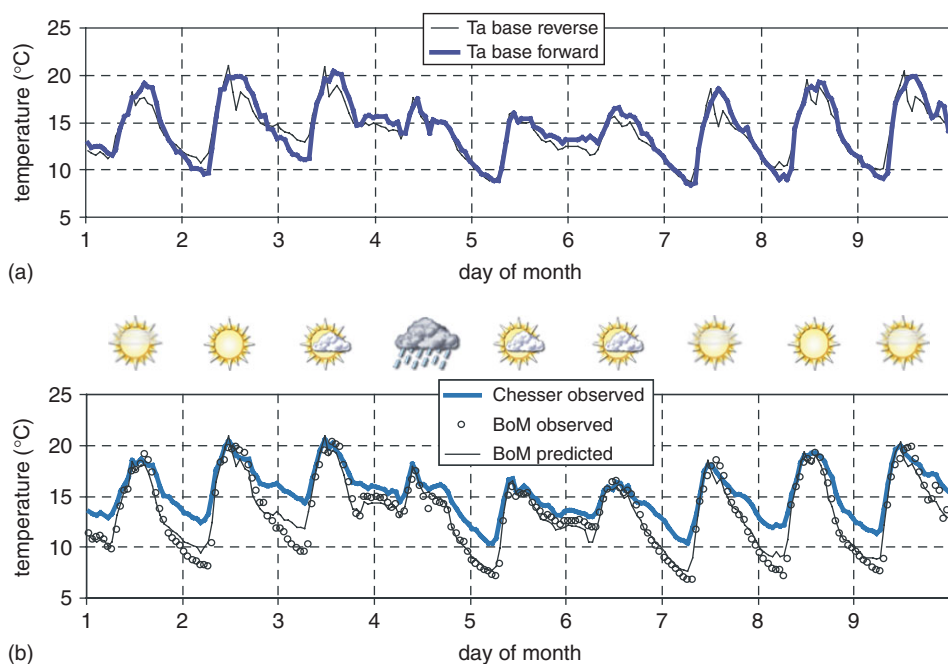 25
20
15
10
5
temperature (°C)
Ta base reverse
Ta base forward
1 2 3 4 5 6 7 8 9
day of month
(a)
25
20
15
10
5
temperature (°C)
Chesser observed
BoM observed
BoM predicted
1 2 3 4 5 6 7 8 9
day of month
(b)